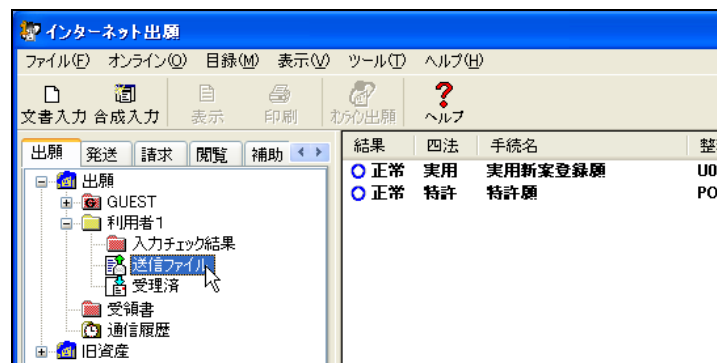 インターネット出願
ファイル(F) オンライン(O) 目録(M) 表示(V) ツール(T) ヘルプ(H)
文書入力 合成入力 表示 印刷 オンライン出願 ヘルプ
出願 発送 請求 閲覧 補助
結果 四法 手続名 整
正常 実用 実用新案登録願 U0
正常 特許 特許願 PO
出願
GUEST
利用者1
入力チェック結果
送信ファイル
受理済
受領書
通信履歴
旧資産